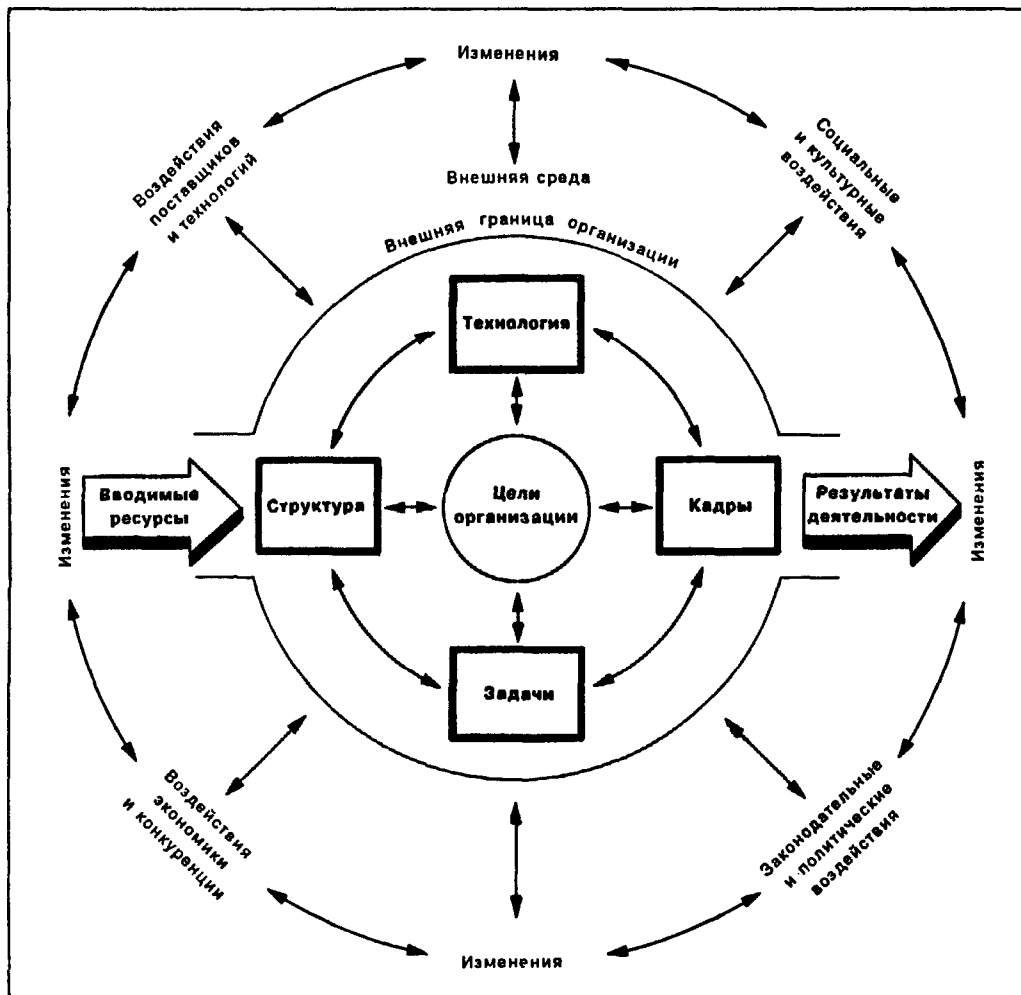 Изменения
Воздействия
поставщиков
и технологий
Социальные
и культурные
воздействия
Внешняя среда
Внешняя граница организации
Технология
Изменения
Вводимые
ресурсы
Структура
Цели
организации
Кадры
Результаты
деятельности
Изменения
Задачи
Воздействия
экономики
и конкуренции
Законодательные
и политические
воздействия
Изменения